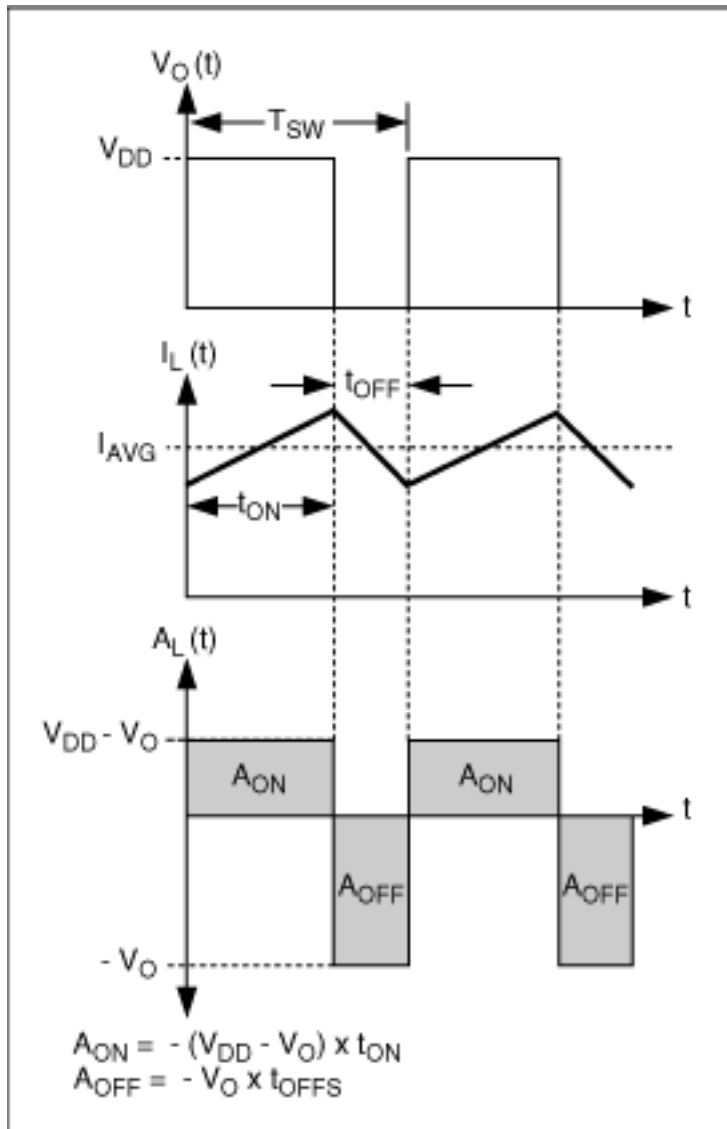 V_O (t)
T_SW
V_DD
t
I_L (t)
t_OFF
I_AVG
t_ON
t
A_L (t)
V_DD - V_O
A_ON
A_ON
t
A_OFF
A_OFF
- V_O
A_ON = - (V_DD - V_O) x t_ON
A_OFF = - V_O x t_OFFS